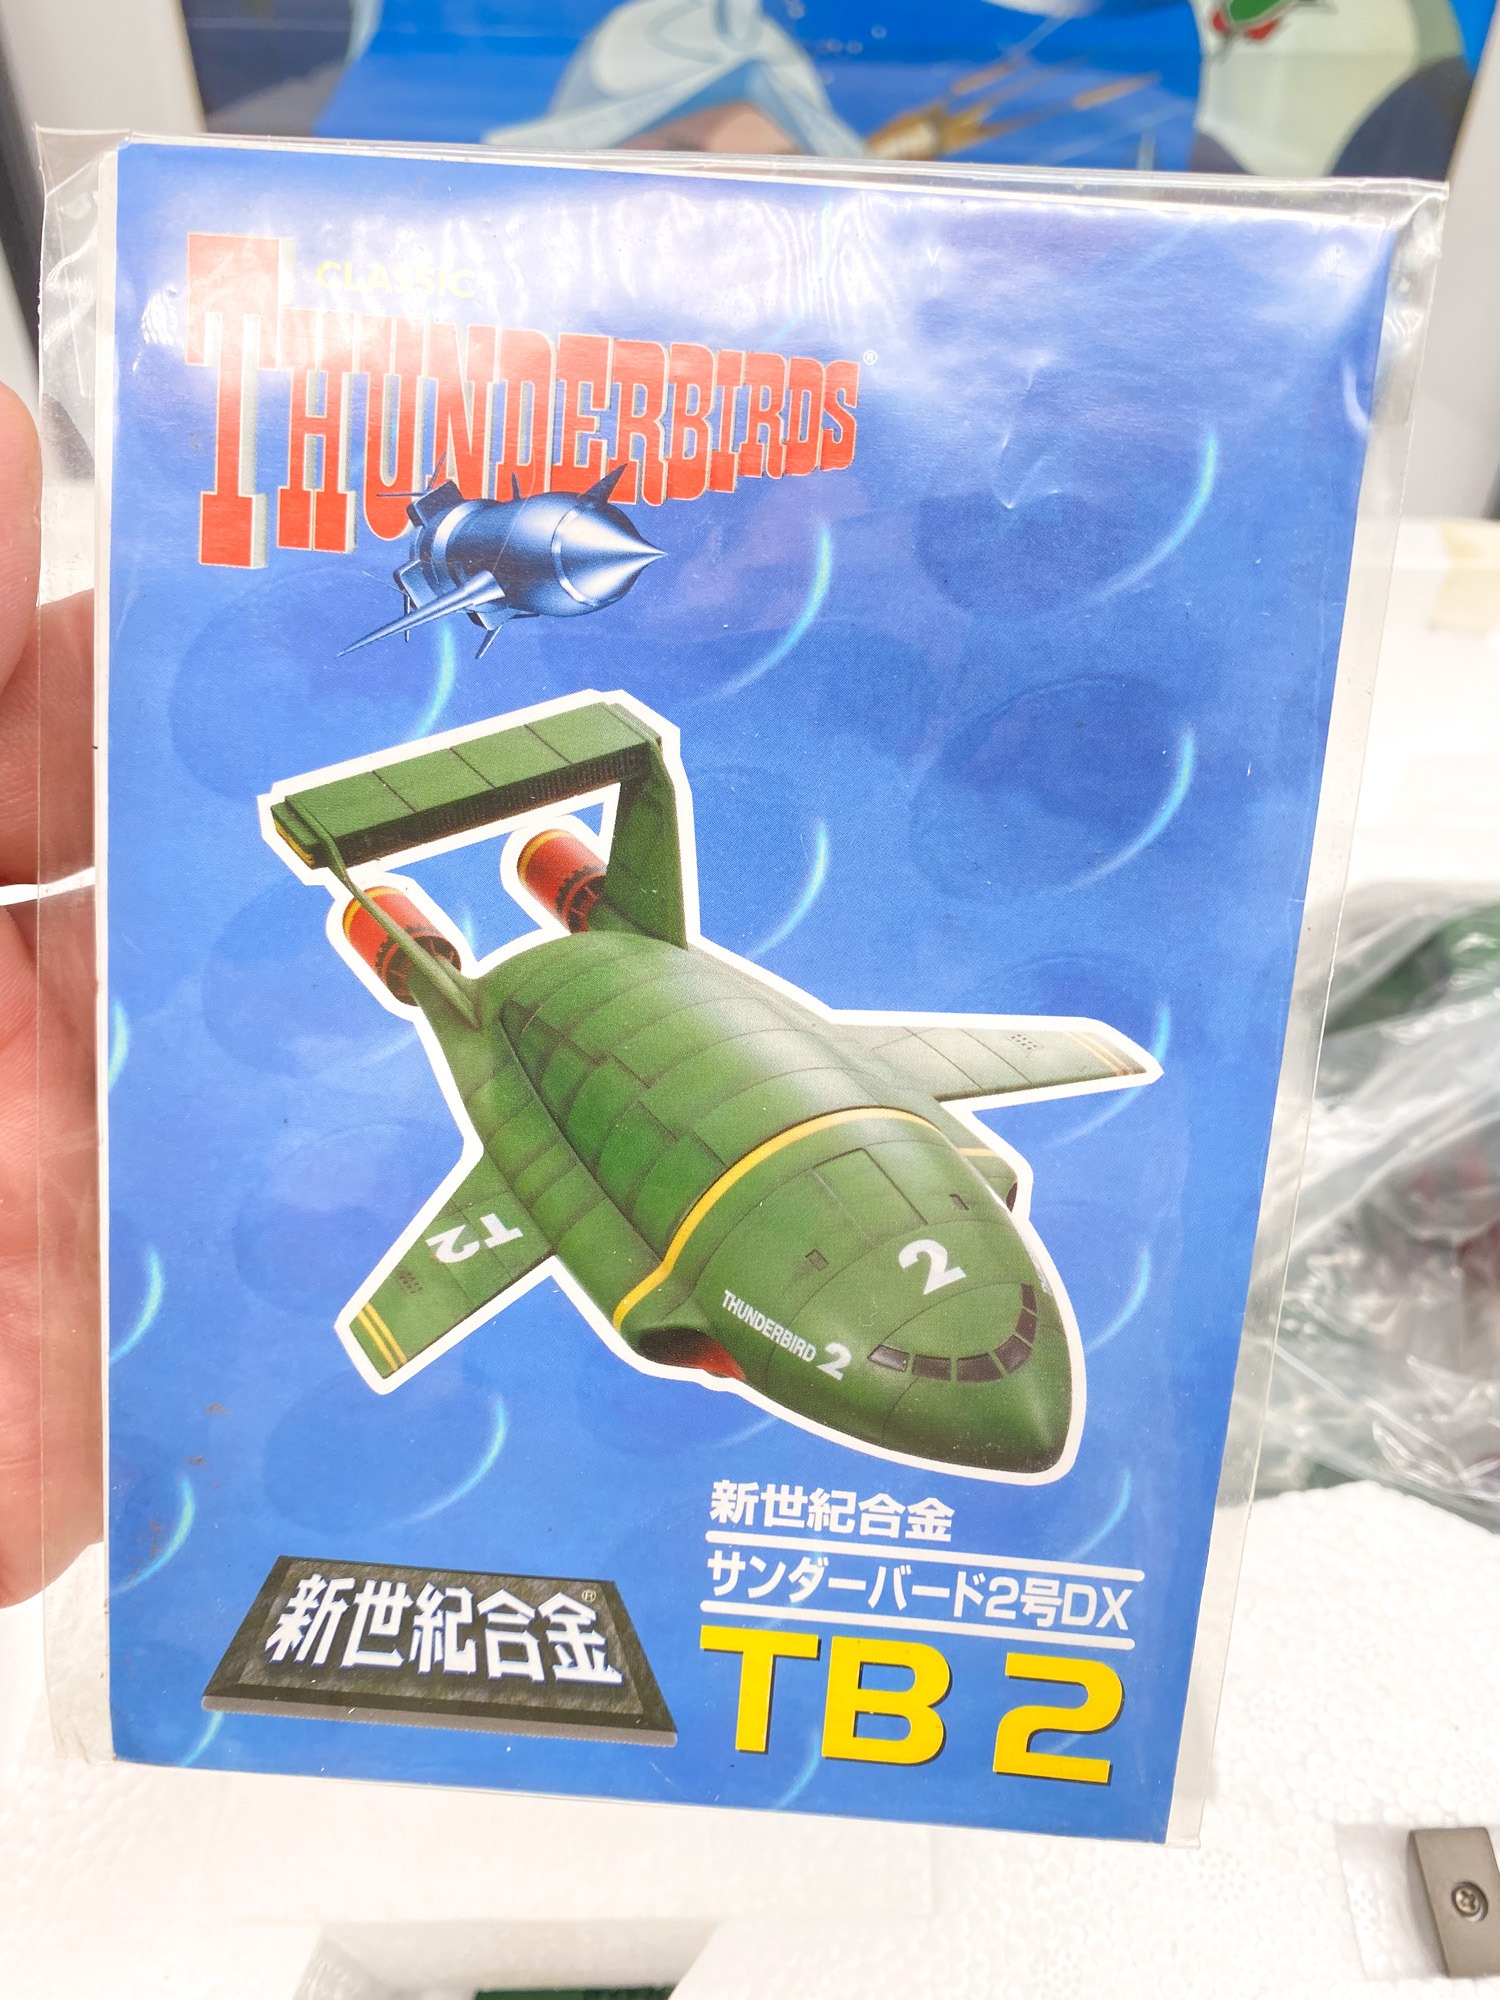 CLASSIC
THUNDERBIRDS®
T2
2
THUNDERBIRD 2
新世紀合金
サンダーバード2号DX
TB 2
新世紀合金®